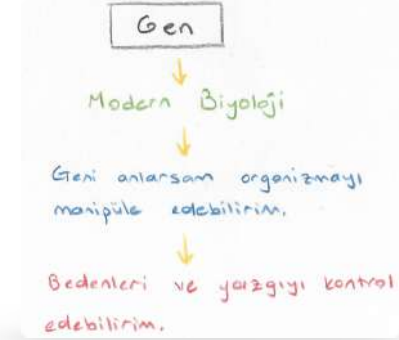 Gen
Modern Biyoloji
Geni anlarsam organizmayı
manipüle edebilirim.
Bedenleri ve yazgıyı kontrol
edebilirim.